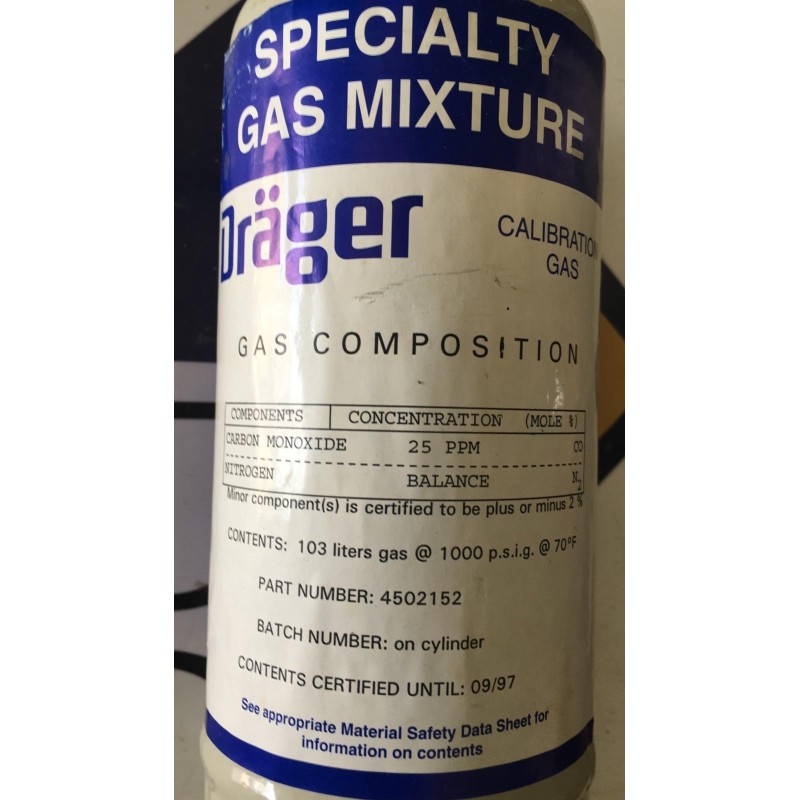 SPECIALTY
GAS MIXTURE
Dräger
CALIBRATION
GAS
GAS COMPOSITION
COMPONENTS CONCENTRATION (MOLE %)
CARBON MONOXIDE 25 PPM CO
NITROGEN BALANCE N2
Minor component(s) is certified to be plus or minus 2 %
CONTENTS: 103 liters gas @ 1000 p.s.i.g. @ 70°F
PART NUMBER: 4502152
BATCH NUMBER: on cylinder
CONTENTS CERTIFIED UNTIL: 09/97
See appropriate Material Safety Data Sheet for
information on contents